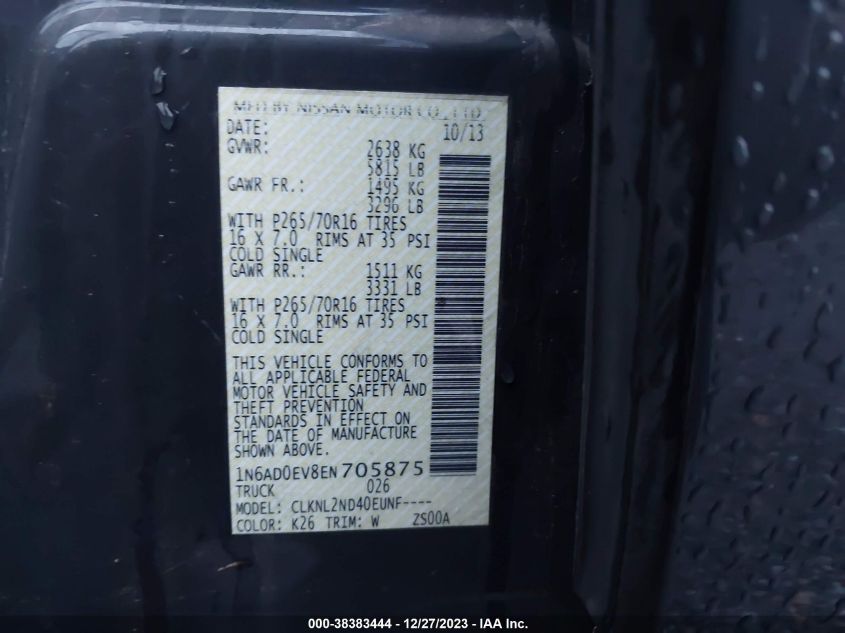 MFD BY NISSAN MOTOR CO., LTD.
DATE: 10/13
GVWR: 2638 KG
5815 LB
GAWR FR.: 1495 KG
3296 LB
WITH P265/70R16 TIRES
16 X 7.0 RIMS AT 35 PSI
COLD SINGLE
GAWR RR.: 1511 KG
3331 LB
WITH P265/70R16 TIRES
16 X 7.0 RIMS AT 35 PSI
COLD SINGLE
THIS VEHICLE CONFORMS TO
ALL APPLICABLE FEDERAL
MOTOR VEHICLE SAFETY AND
THEFT PREVENTION
STANDARDS IN EFFECT ON
THE DATE OF MANUFACTURE
SHOWN ABOVE.
1N6AD0EV8EN705875
TRUCK 026
MODEL: CLKNL2ND40EUNF----
COLOR: K26 TRIM: W ZS00A
000-38383444 - 12/27/2023 - IAA Inc.